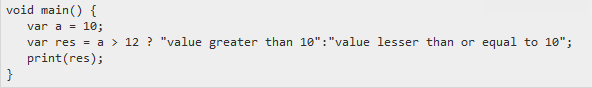 void main() {
   var a = 10;
   var res = a > 12 ? "value greater than 10":"value lesser than or equal to 10";
   print(res);
}